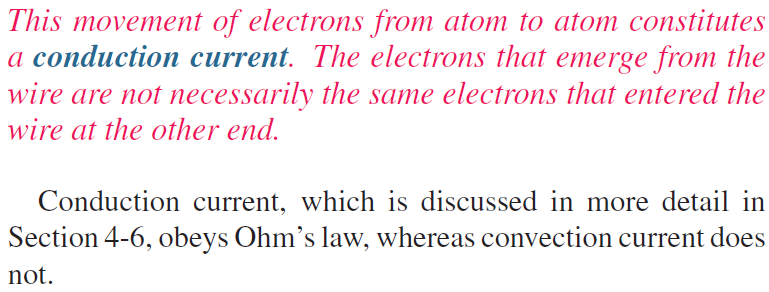 This movement of electrons from atom to atom constitutes
a conduction current. The electrons that emerge from the
wire are not necessarily the same electrons that entered the
wire at the other end.
Conduction current, which is discussed in more detail in
Section 4-6, obeys Ohm's law, whereas convection current does
not.